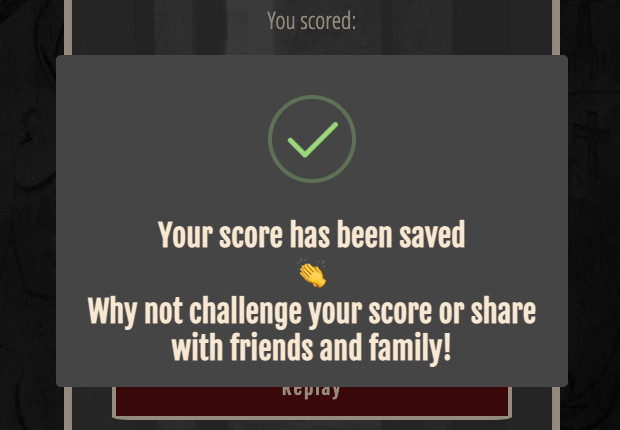 You scored:
Your score has been saved
👏
Why not challenge your score or share
with friends and family!
Replay